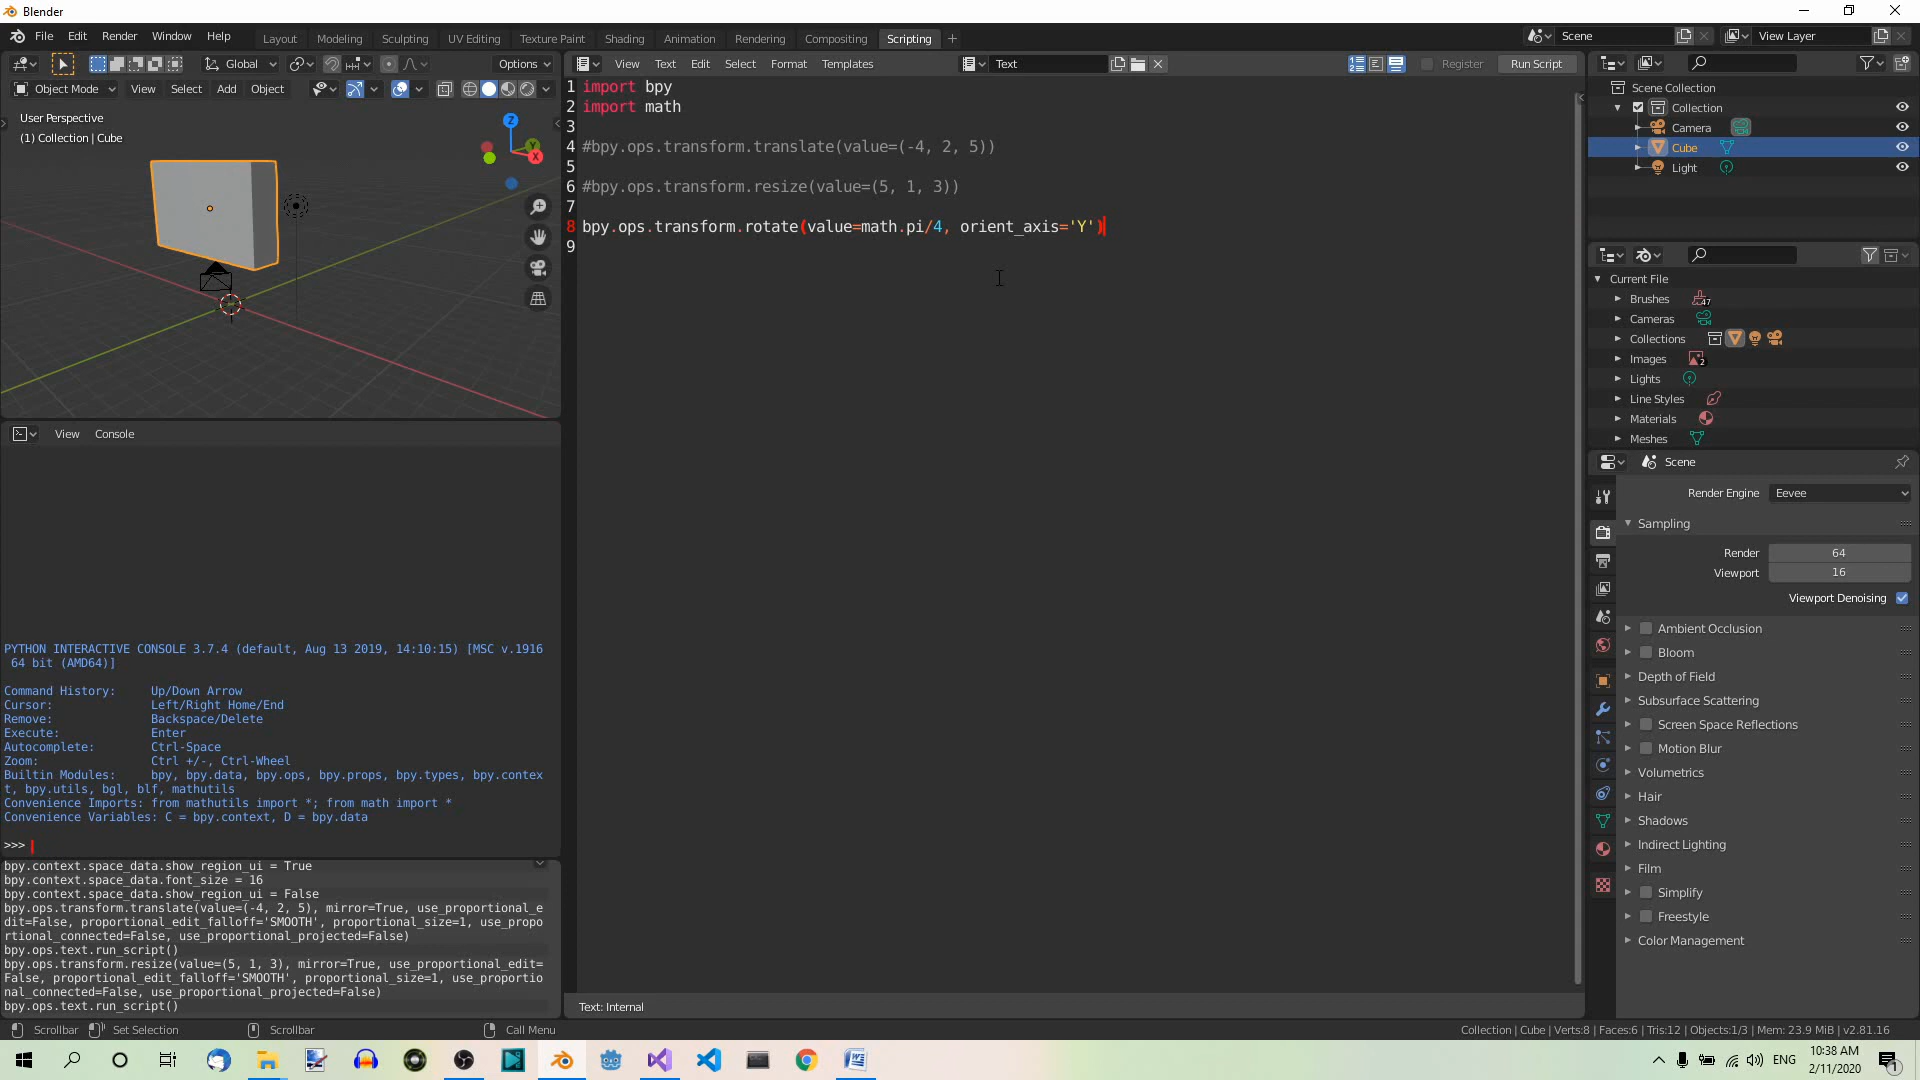 Blender
File Edit Render Window Help
Layout Modeling Sculpting UV Editing Texture Paint Shading Animation Rendering Compositing Scripting
Scene
View Layer
Global
Options
View Text Edit Select Format Templates
Text
Register
Run Script
Object Mode
View Select Add Object
User Perspective
(1) Collection | Cube
Z
Y
X
1 import bpy
2 import math
3
4 #bpy.ops.transform.translate(value=(-4, 2, 5))
5
6 #bpy.ops.transform.resize(value=(5, 1, 3))
7
8 bpy.ops.transform.rotate(value=math.pi/4, orient_axis='Y')
9
Text: Internal
Scene Collection
Collection
Camera
Cube
Light
Current File
Brushes 47
Cameras
Collections
Images 2
Lights
Line Styles
Materials
Meshes
Scene
Render Engine Eevee
Sampling
Render 64
Viewport 16
Viewport Denoising
Ambient Occlusion
Bloom
Depth of Field
Subsurface Scattering
Screen Space Reflections
Motion Blur
Volumetrics
Hair
Shadows
Indirect Lighting
Film
Simplify
Freestyle
Color Management
View Console
PYTHON INTERACTIVE CONSOLE 3.7.4 (default, Aug 13 2019, 14:10:15) [MSC v.1916
64 bit (AMD64)]
Command History: Up/Down Arrow
Cursor: Left/Right Home/End
Remove: Backspace/Delete
Execute: Enter
Autocomplete: Ctrl-Space
Zoom: Ctrl +/-, Ctrl-Wheel
Builtin Modules: bpy, bpy.data, bpy.ops, bpy.props, bpy.types, bpy.contex
t, bpy.utils, bgl, blf, mathutils
Convenience Imports: from mathutils import *; from math import *
Convenience Variables: C = bpy.context, D = bpy.data
>>>
bpy.context.space_data.show_region_ui = True
bpy.context.space_data.font_size = 16
bpy.context.space_data.show_region_ui = False
bpy.ops.transform.translate(value=(-4, 2, 5), mirror=True, use_proportional_e
dit=False, proportional_edit_falloff='SMOOTH', proportional_size=1, use_propo
rtional_connected=False, use_proportional_projected=False)
bpy.ops.text.run_script()
bpy.ops.transform.resize(value=(5, 1, 3), mirror=True, use_proportional_edit=
False, proportional_edit_falloff='SMOOTH', proportional_size=1, use_proportio
nal_connected=False, use_proportional_projected=False)
bpy.ops.text.run_script()
Scrollbar Set Selection Scrollbar Call Menu
Collection | Cube | Verts:8 | Faces:6 | Tris:12 | Objects:1/3 | Mem: 23.9 MiB | v2.81.16
ENG
10:38 AM
2/11/2020
1